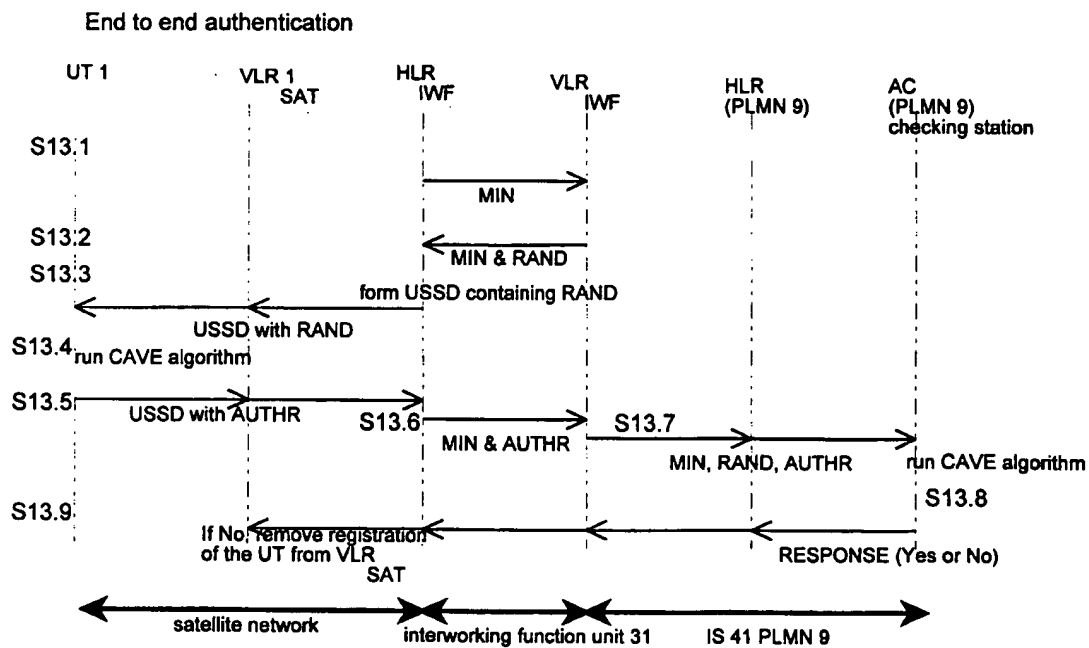 End to end authentication
UT 1
VLR 1
SAT
HLR
IWF
VLR
IWF
HLR
(PLMN 9)
AC
(PLMN 9)
checking station
S13.1
MIN
S13.2
MIN & RAND
S13.3
form USSD containing RAND
USSD with RAND
S13.4
run CAVE algorithm
S13.5
USSD with AUTHR
S13.6
MIN & AUTHR
S13.7
MIN, RAND, AUTHR
run CAVE algorithm
S13.8
S13.9
If No, remove registration
of the UT from VLR
SAT
RESPONSE (Yes or No)
satellite network
interworking function unit 31
IS 41 PLMN 9